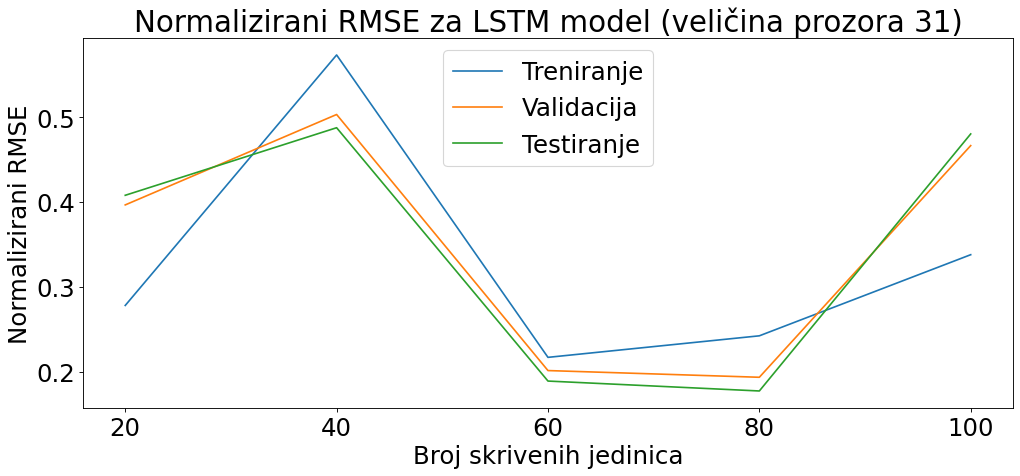 Normalizirani RMSE za LSTM model (veličina prozora 31)
Treniranje
Validacija
Testiranje
Normalizirani RMSE
0.5
0.4
0.3
0.2
20 40 60 80 100
Broj skrivenih jedinica